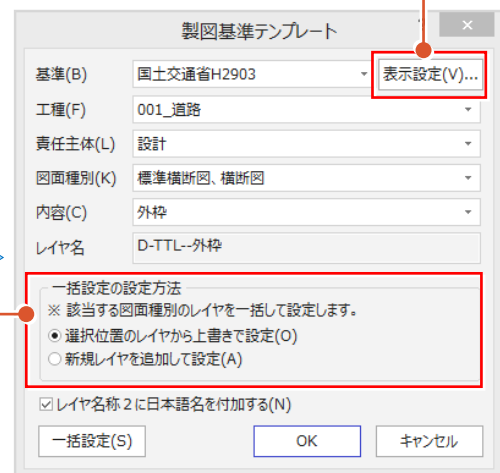 製図基準テンプレート
基準(B) 国土交通省H2903 表示設定(V)...
工種(F) 001_道路
責任主体(L) 設計
図面種別(K) 標準横断図、横断図
内容(C) 外枠
レイヤ名 D-TTL--外枠
一括設定の設定方法
※ 該当する図面種別のレイヤを一括して設定します。
選択位置のレイヤから上書きで設定(O)
新規レイヤを追加して設定(A)
レイヤ名称２に日本語名を付加する(N)
一括設定(S) OK キャンセル